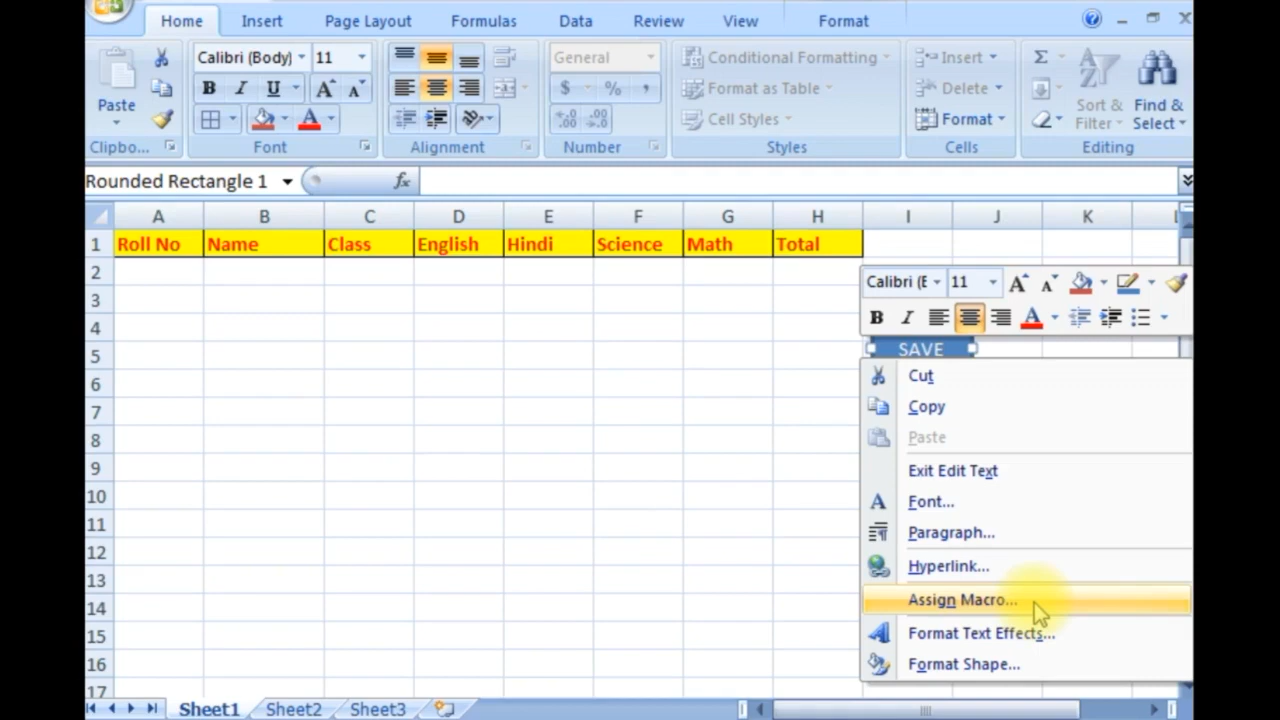 Home Insert Page Layout Formulas Data Review View Format
Calibri (Body) 11 General Conditional Formatting Insert Σ
Paste B I U A A $ % , Format as Table Delete Sort & Find &
A Cell Styles Format Filter Select
Clipbo... Font Alignment Number Styles Cells Editing
Rounded Rectangle 1 fx
A B C D E F G H I J K
1 Roll No Name Class English Hindi Science Math Total
2
3
4
5
6
7
8
9
10
11
12
13
14
15
16
17
Calibri (E 11 A A
B I A
SAVE
Cut
Copy
Paste
Exit Edit Text
Font...
Paragraph...
Hyperlink...
Assign Macro...
Format Text Effects...
Format Shape...
Sheet1 Sheet2 Sheet3